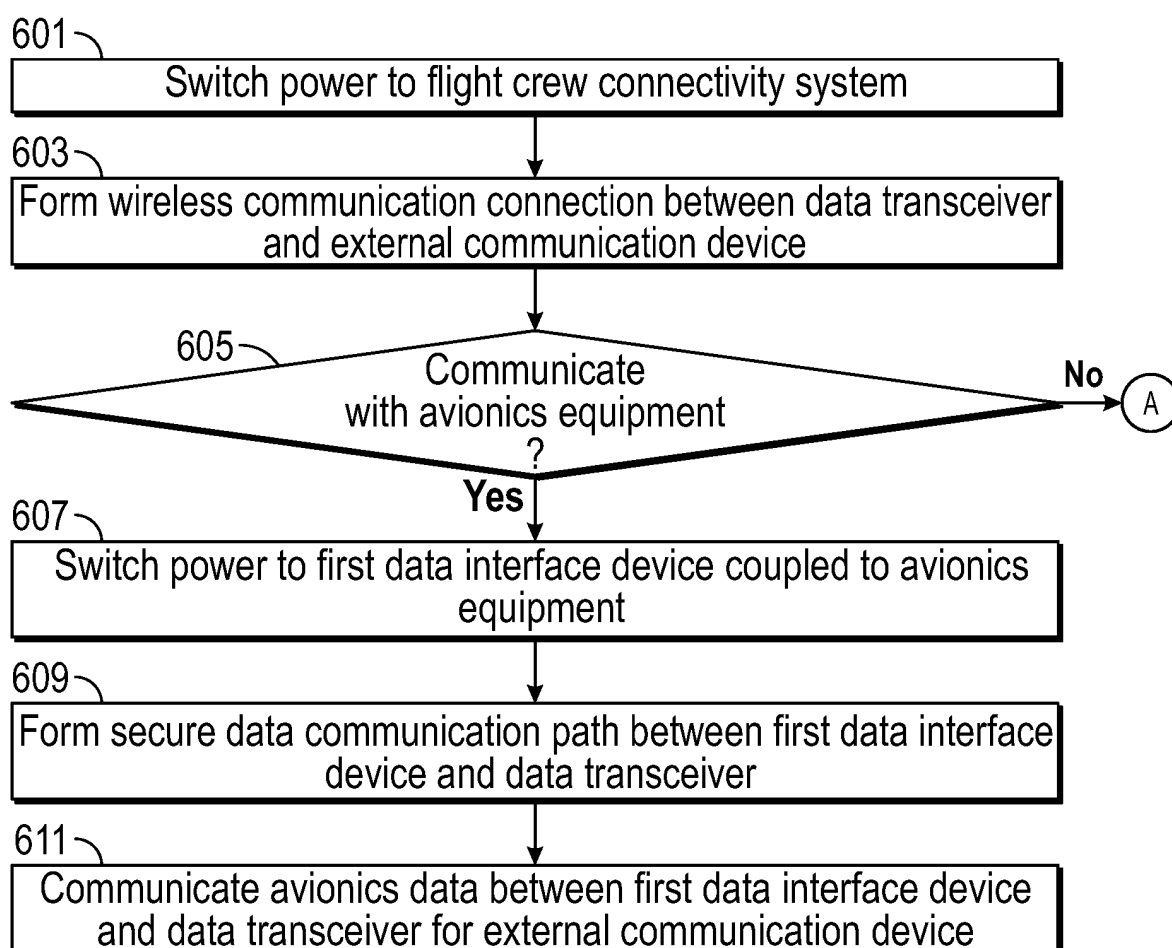 601
Switch power to flight crew connectivity system
603
Form wireless communication connection between data transceiver
and external communication device
605
Communicate
with avionics equipment
?
No
A
Yes
607
Switch power to first data interface device coupled to avionics
equipment
609
Form secure data communication path between first data interface
device and data transceiver
611
Communicate avionics data between first data interface device
and data transceiver for external communication device